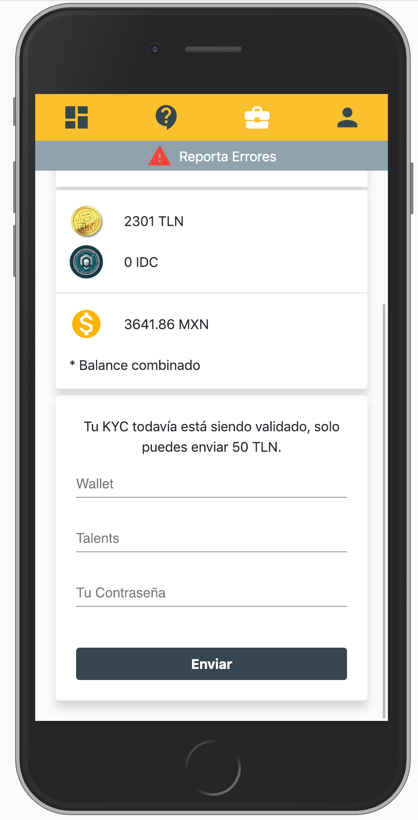 Reporta Errores
2301 TLN
0 IDC
3641.86 MXN
* Balance combinado
Tu KYC todavía está siendo validado, solo
puedes enviar 50 TLN.
Wallet
Talents
Tu Contraseña
Enviar